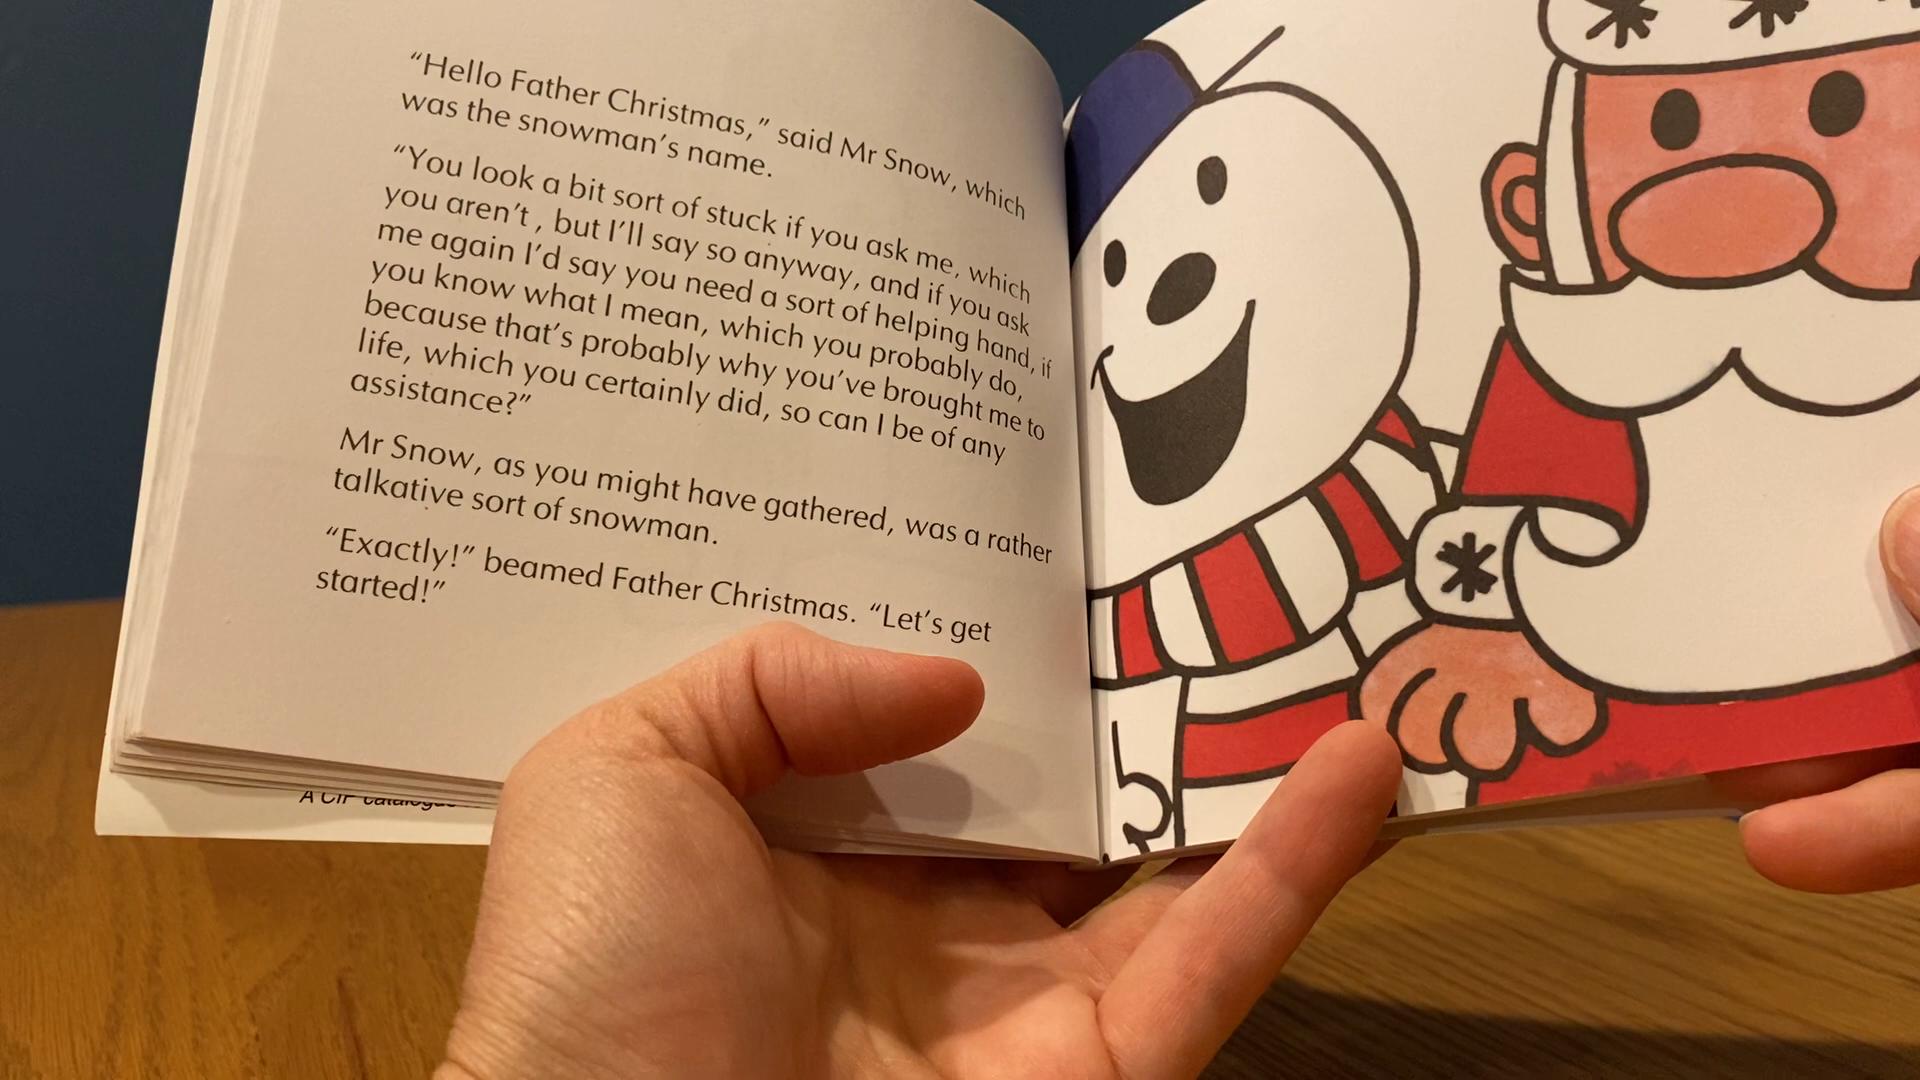 “Hello Father Christmas,” said Mr Snow, which
was the snowman’s name.
“You look a bit sort of stuck if you ask me, which
you aren’t , but I’ll say so anyway, and if you ask
me again I’d say you need a sort of helping hand, if
you know what I mean, which you probably do,
because that’s probably why you’ve brought me to
life, which you certainly did, so can I be of any
assistance?”
Mr Snow, as you might have gathered, was a rather
talkative sort of snowman.
“Exactly!” beamed Father Christmas. “Let’s get
started!”
A CIP catalogue